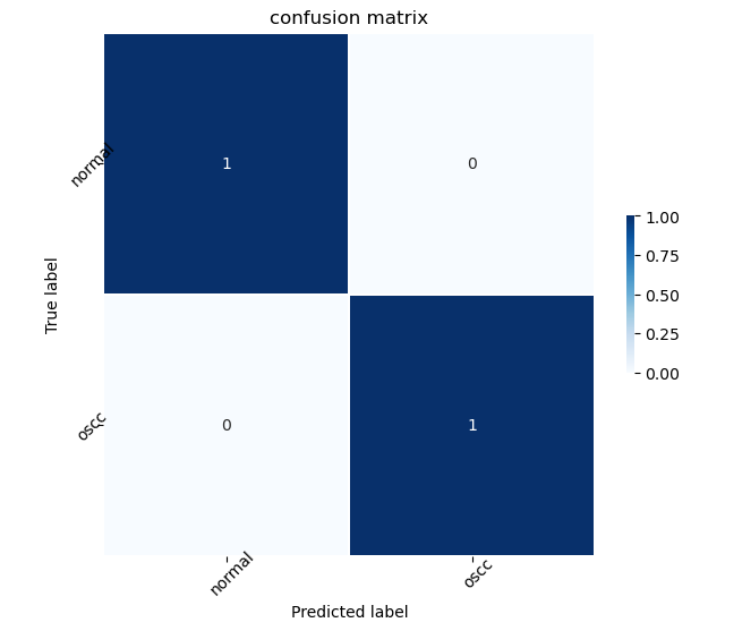 confusion matrix
normal
1
0
1.00
0.75
0.50
0.25
0.00
True label
oscc
0
1
normal
oscc
Predicted label